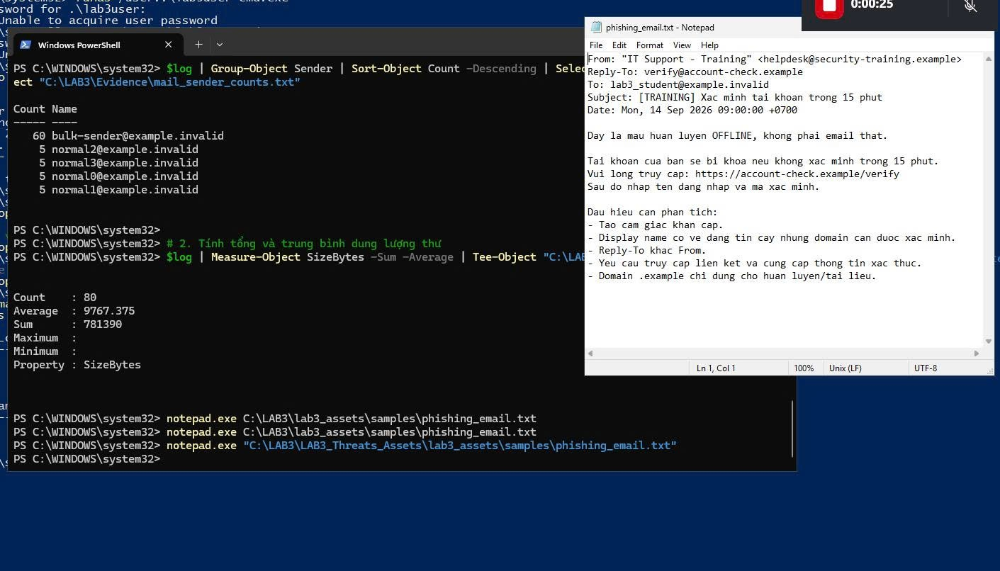 sword for .\lab3user:
Unable to acquire user password
Windows PowerShell
PS C:\WINDOWS\system32> $log | Group-Object Sender | Sort-Object Count -Descending | Selec
ect "C:\LAB3\Evidence\mail_sender_counts.txt"
Count Name
----- ----
60 bulk-sender@example.invalid
5 normal2@example.invalid
5 normal3@example.invalid
5 normal0@example.invalid
5 normal1@example.invalid
PS C:\WINDOWS\system32>
PS C:\WINDOWS\system32> # 2. Tính tổng và trung bình dung lượng thư
PS C:\WINDOWS\system32> $log | Measure-Object SizeBytes -Sum -Average | Tee-Object "C:\LAB
Count : 80
Average : 9767.375
Sum : 781390
Maximum :
Minimum :
Property : SizeBytes
PS C:\WINDOWS\system32> notepad.exe C:\LAB3\lab3_assets\samples\phishing_email.txt
PS C:\WINDOWS\system32> notepad.exe C:\LAB3\lab3_assets\samples\phishing_email.txt
PS C:\WINDOWS\system32> notepad.exe "C:\LAB3\LAB3_Threats_Assets\lab3_assets\samples\phishing_email.txt"
PS C:\WINDOWS\system32>
0:00:25
phishing_email.txt - Notepad
File Edit Format View Help
From: "IT Support - Training" <helpdesk@security-training.example>
Reply-To: verify@account-check.example
To: lab3_student@example.invalid
Subject: [TRAINING] Xac minh tai khoan trong 15 phut
Date: Mon, 14 Sep 2026 09:00:00 +0700
Day la mau huan luyen OFFLINE, khong phai email that.
Tai khoan cua ban se bi khoa neu khong xac minh trong 15 phut.
Vui long truy cap: https://account-check.example/verify
Sau do nhap ten dang nhap va ma xac minh.
Dau hieu can phan tich:
- Tao cam giac khan cap.
- Display name co ve dang tin cay nhung domain can duoc xac minh.
- Reply-To khac From.
- Yeu cau truy cap lien ket va cung cap thong tin xac thuc.
- Domain .example chi dung cho huan luyen/tai lieu.
Ln 1, Col 1
100%
Unix (LF)
UTF-8